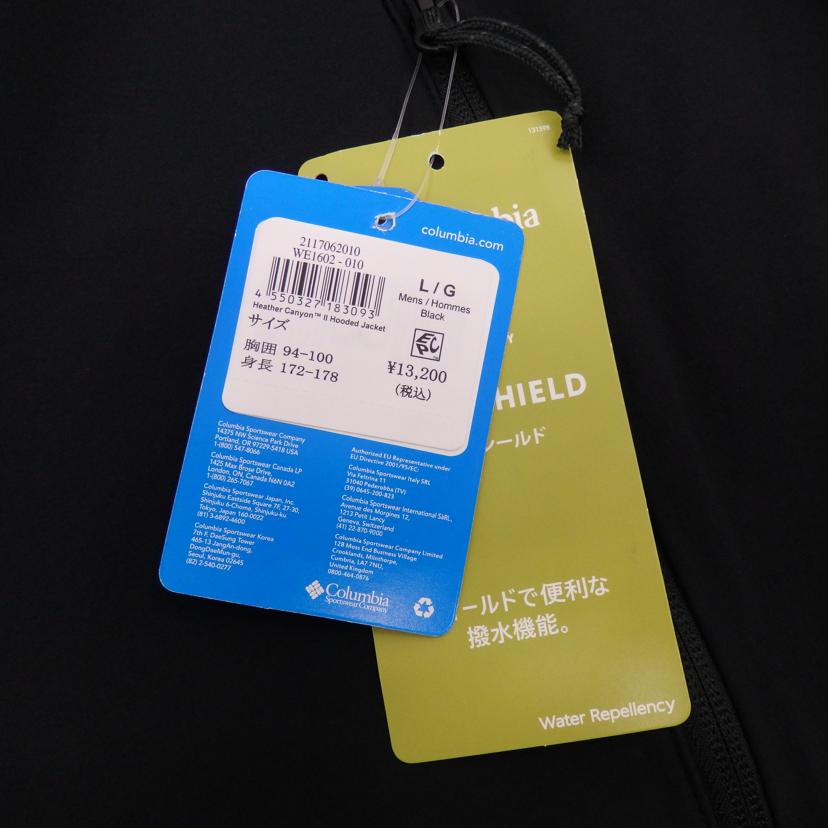 131598
columbia.com
2117062010
WE1602 - 010
4 550327 183093
Heather Canyon™ II Hooded Jacket
サイズ
胸囲 94-100
身長 172-178
L / G
Mens / Hommes
Black
¥13,200
(税込)
Columbia Sportswear Company
14375 NW Science Park Drive
Portland, OR 97229-5418 USA
1-(800) 547-8066
Columbia Sportswear Canada LP
1425 Max Brose Drive,
London, ON, Canada N6N 0A2
1-(800) 265-7067
Columbia Sportswear Japan, Inc.
Shinjuku Eastside Square 7F, 27-30,
Shinjuku 6-Chome, Shinjuku-ku
Tokyo, Japan 160-0022
(81) 3-6892-4600
Columbia Sportswear Korea
7th F. DaeSung Tower
465-13 JangAn-dong,
DongDaeMun-gu,
Seoul, Korea 02645
(82) 2-540-0277
Authorized EU Representative under
EU Directive 2001/95/EC:
Columbia Sportswear Italy SRL
Via Feltrina 11
31040 Pederobba (TV)
(39) 0645-200-823
Columbia Sportswear International SàRL,
Avenue des Morgines 12,
1213 Petit Lancy
Geneva, Switzerland
(41) 22-870-9000
Columbia Sportswear Company Limited
12B Moss End Business Village
Crooklands, Milnthorpe,
Cumbria, LA7 7NU,
United Kingdom
0800-464-0876
Columbia
Sportswear Company
bia
Y
HIELD
ールド
ールドで便利な
撥水機能。
Water Repellency